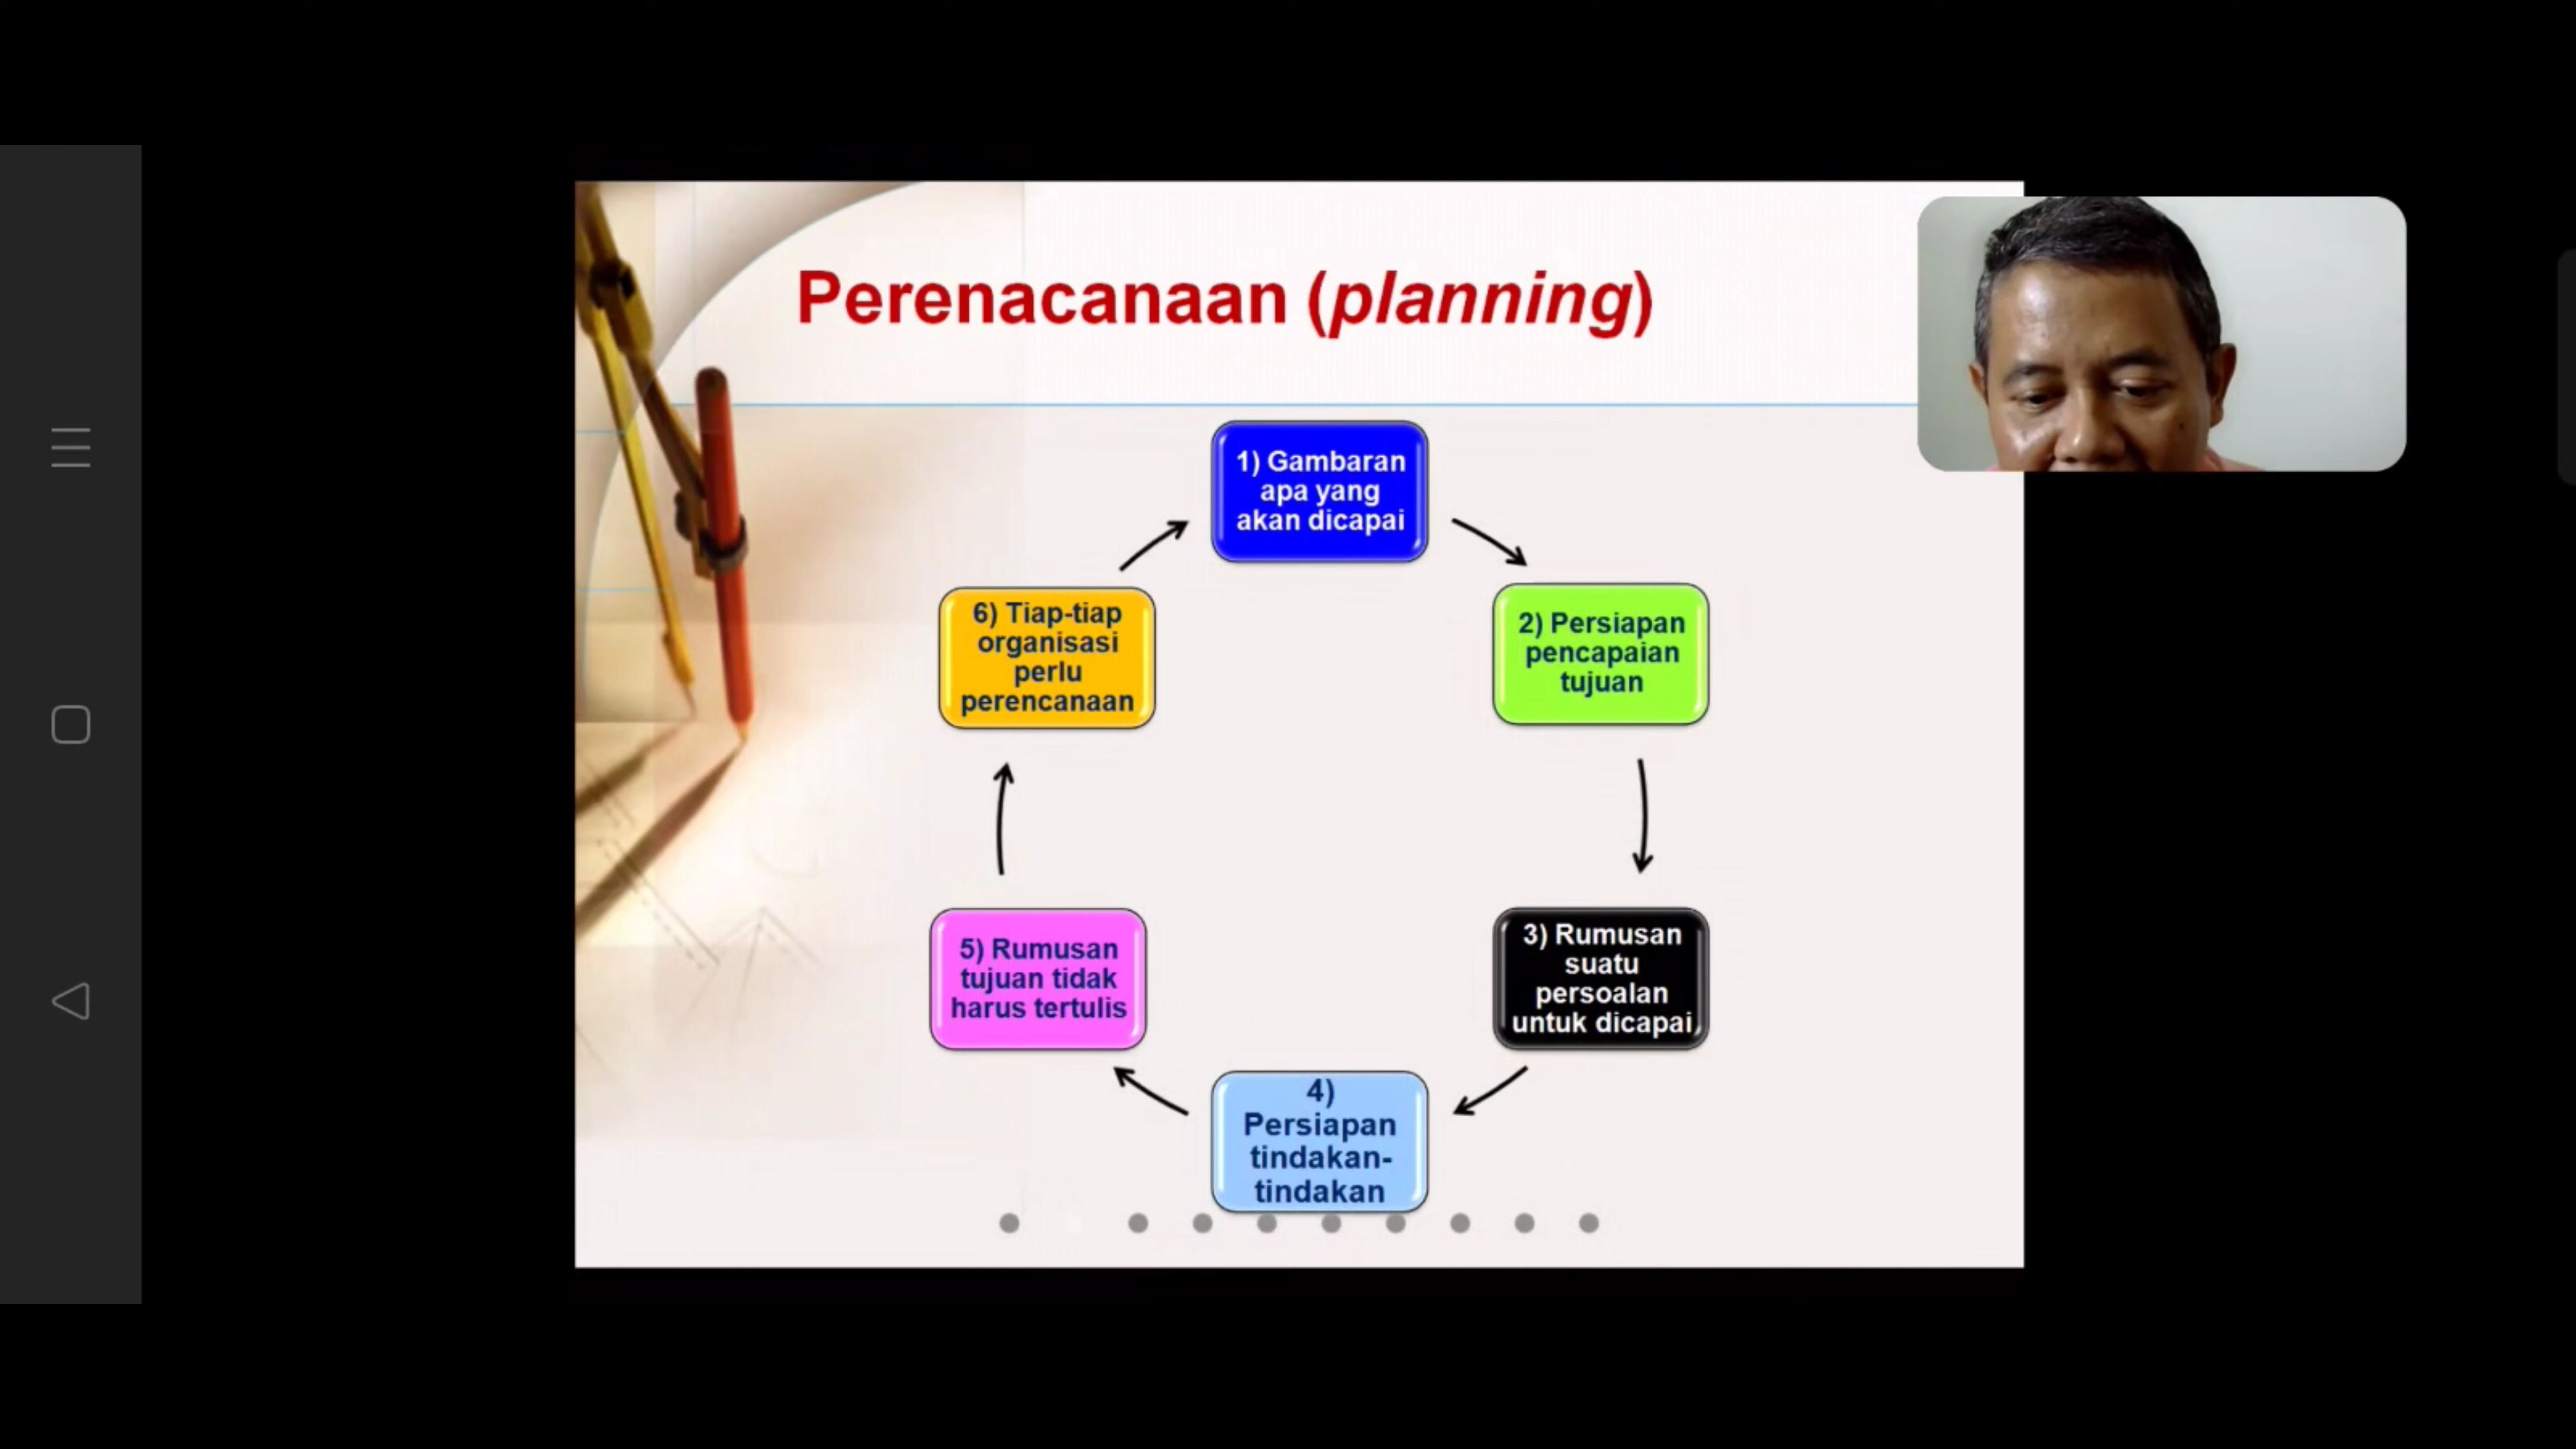 Perenacanaan (planning)
1) Gambaran
apa yang
akan dicapai
2) Persiapan
pencapaian
tujuan
3) Rumusan
suatu
persoalan
untuk dicapai
4)
Persiapan
tindakan-
tindakan
5) Rumusan
tujuan tidak
harus tertulis
6) Tiap-tiap
organisasi
perlu
perencanaan